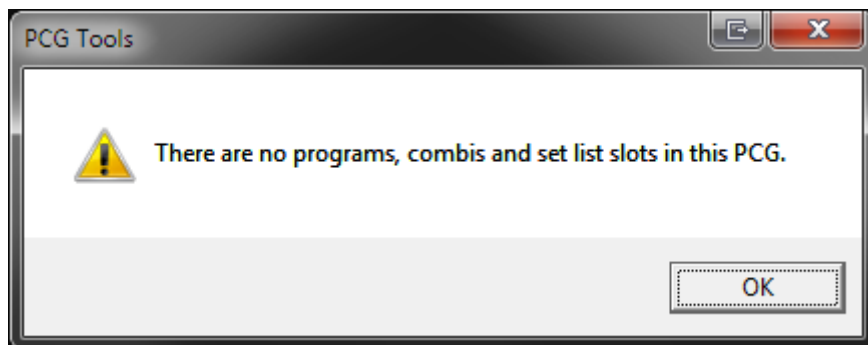 PCG Tools
There are no programs, combis and set list slots in this PCG.
OK